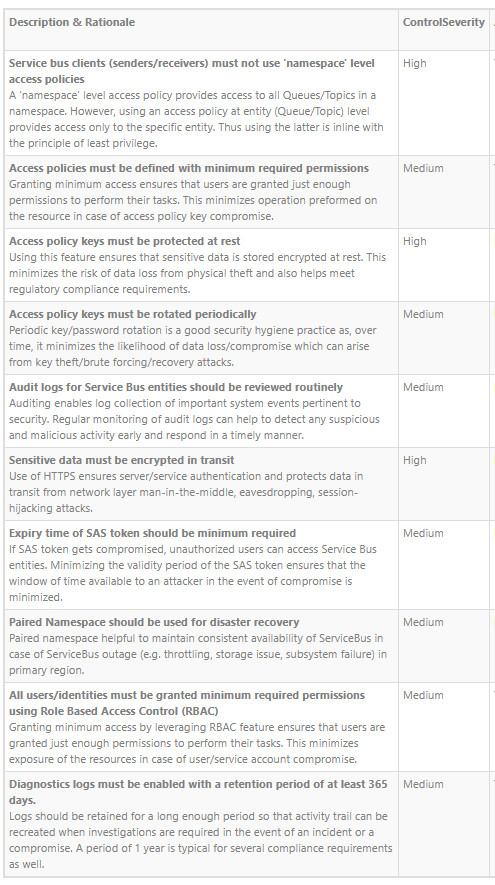 Description & Rationale
ControlSeverity
Service bus clients (senders/receivers) must not use 'namespace' level
access policies
High
A 'namespace' level access policy provides access to all Queues/Topics in a
namespace. However, using an access policy at entity (Queue/Topic) level
provides access only to the specific entity. Thus using the latter is inline with
the principle of least privilege.
Access policies must be defined with minimum required permissions
Medium
Granting minimum access ensures that users are granted just enough
permissions to perform their tasks. This minimizes operation preformed on
the resource in case of access policy key compromise.
Access policy keys must be protected at rest
High
Using this feature ensures that sensitive data is stored encrypted at rest. This
minimizes the risk of data loss from physical theft and also helps meet
regulatory compliance requirements.
Access policy keys must be rotated periodically
Medium
Periodic key/password rotation is a good security hygiene practice as, over
time, it minimizes the likelihood of data loss/compromise which can arise
from key theft/brute forcing/recovery attacks.
Audit logs for Service Bus entities should be reviewed routinely
Medium
Auditing enables log collection of important system events pertinent to
security. Regular monitoring of audit logs can help to detect any suspicious
and malicious activity early and respond in a timely manner.
Sensitive data must be encrypted in transit
High
Use of HTTPS ensures server/service authentication and protects data in
transit from network layer man-in-the-middle, eavesdropping, session-
hijacking attacks.
Expiry time of SAS token should be minimum required
Medium
If SAS token gets compromised, unauthorized users can access Service Bus
entities. Minimizing the validity period of the SAS token ensures that the
window of time available to an attacker in the event of compromise is
minimized.
Paired Namespace should be used for disaster recovery
Medium
Paired namespace helpful to maintain consistent availability of ServiceBus in
case of ServiceBus outage (e.g. throttling, storage issue, subsystem failure) in
primary region.
All users/identities must be granted minimum required permissions
using Role Based Access Control (RBAC)
Medium
Granting minimum access by leveraging RBAC feature ensures that users are
granted just enough permissions to perform their tasks. This minimizes
exposure of the resources in case of user/service account compromise.
Diagnostics logs must be enabled with a retention period of at least 365
days.
Medium
Logs should be retained for a long enough period so that activity trail can be
recreated when investigations are required in the event of an incident or a
compromise. A period of 1 year is typical for several compliance requirements
as well.